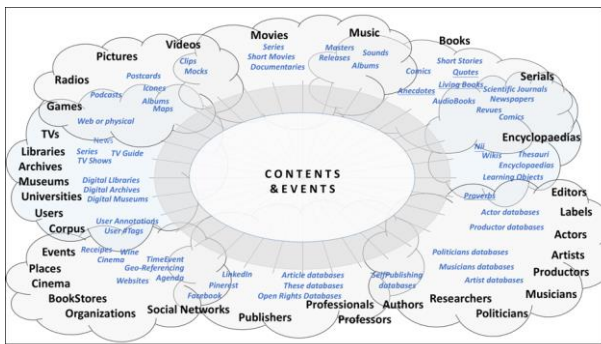 Movies
Music
Books
Videos
Pictures
Series
Short Movies
Documentaries
Masters
Releases
Sounds
Albums
Clips
Mocks
Short Stories
Quotes
Comics
Living Books
Anecdotes
AudioBooks
Serials
Scientific Journals
Newspapers
Revues
Comics
Radios
Postcards
Icones
Podcasts
Albums
Maps
Games
Web or physical
TVs
News
Series
TV Guide
TV Shows
Encyclopaedias
Nii
Wikis
Thesauri
Encyclopaedias
Learning Objects
Libraries
Archives
Museums
Universities
Users
Corpus
Digital Libraries
Digital Archives
Digital Museums
User Annotations
User #Tags
CONTENTS
&EVENTS
Proverbs
Editors
Labels
Actors
Artists
Productors
Musicians
Actor databases
Productor databases
Politicians databases
Musicians databases
Artist databases
Events
Places
Cinema
BookStores
Organizations
Receipes
Wine
Cinema
TimeEvent
Geo-Referencing
Websites
Agenda
Social Networks
LinkedIn
Pinerest
Facebook
Article databases
These databases
Open Rights Databases
SelfPublishing
databases
Publishers
Professionals
Professors
Authors
Researchers
Politicians